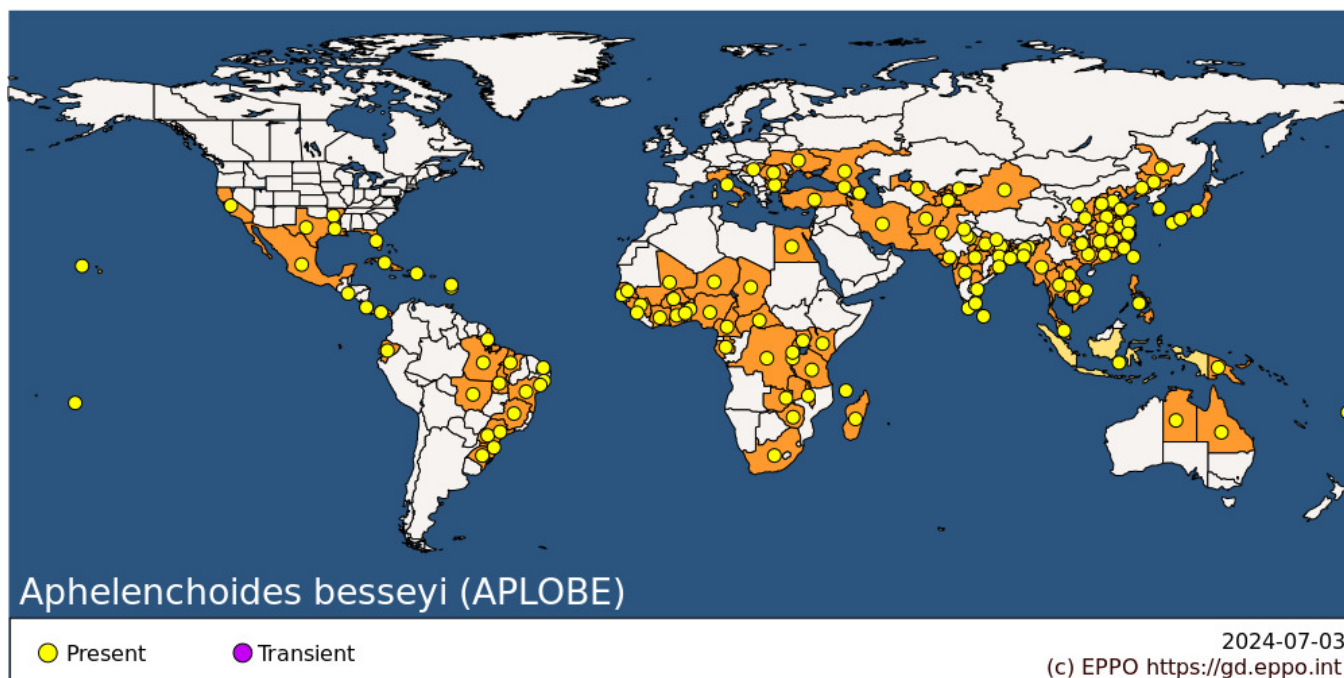 Aphelenchoides besseyi (APLOBE)
Present
Transient
2024-07-03
(c) EPPO https://gd.eppo.int